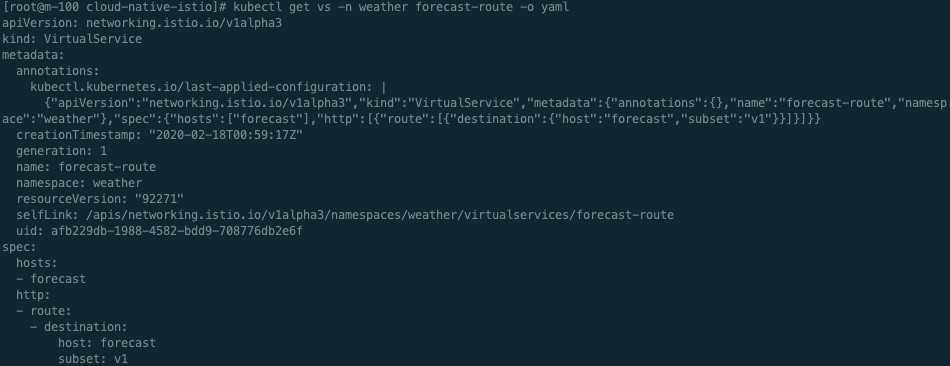 [root@m-100 cloud-native-istio]# kubectl get vs -n weather forecast-route -o yaml
apiVersion: networking.istio.io/v1alpha3
kind: VirtualService
metadata:
  annotations:
    kubectl.kubernetes.io/last-applied-configuration: |
      {"apiVersion":"networking.istio.io/v1alpha3","kind":"VirtualService","metadata":{"annotations":{},"name":"forecast-route","namesp
ace":"weather"},"spec":{"hosts":["forecast"],"http":[{"route":[{"destination":{"host":"forecast","subset":"v1"}}]}]}}
  creationTimestamp: "2020-02-18T00:59:17Z"
  generation: 1
  name: forecast-route
  namespace: weather
  resourceVersion: "92271"
  selfLink: /apis/networking.istio.io/v1alpha3/namespaces/weather/virtualservices/forecast-route
  uid: afb229db-1988-4582-bdd9-708776db2e6f
spec:
  hosts:
  - forecast
  http:
  - route:
    - destination:
        host: forecast
        subset: v1